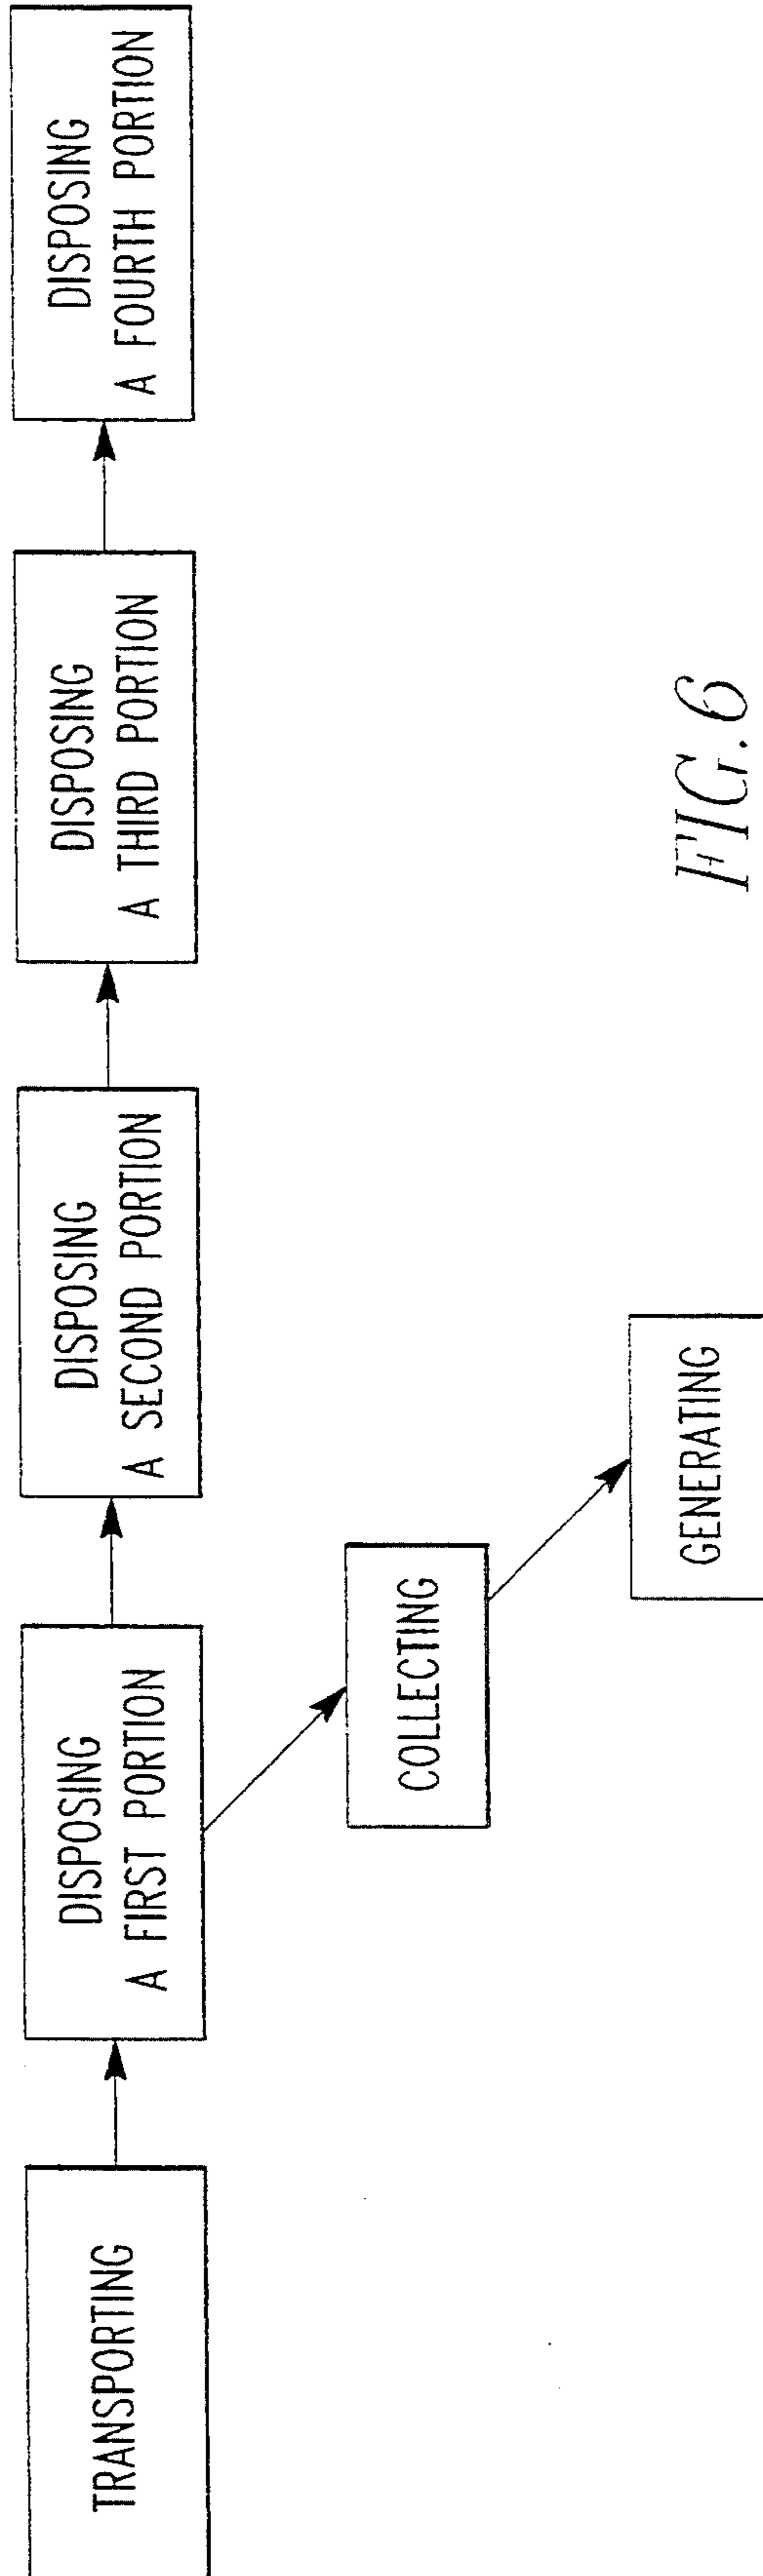 TRANSPORTING
DISPOSING
A FIRST PORTION
DISPOSING
A SECOND PORTION
DISPOSING
A THIRD PORTION
DISPOSING
A FOURTH PORTION
COLLECTING
GENERATING
FIG. 6